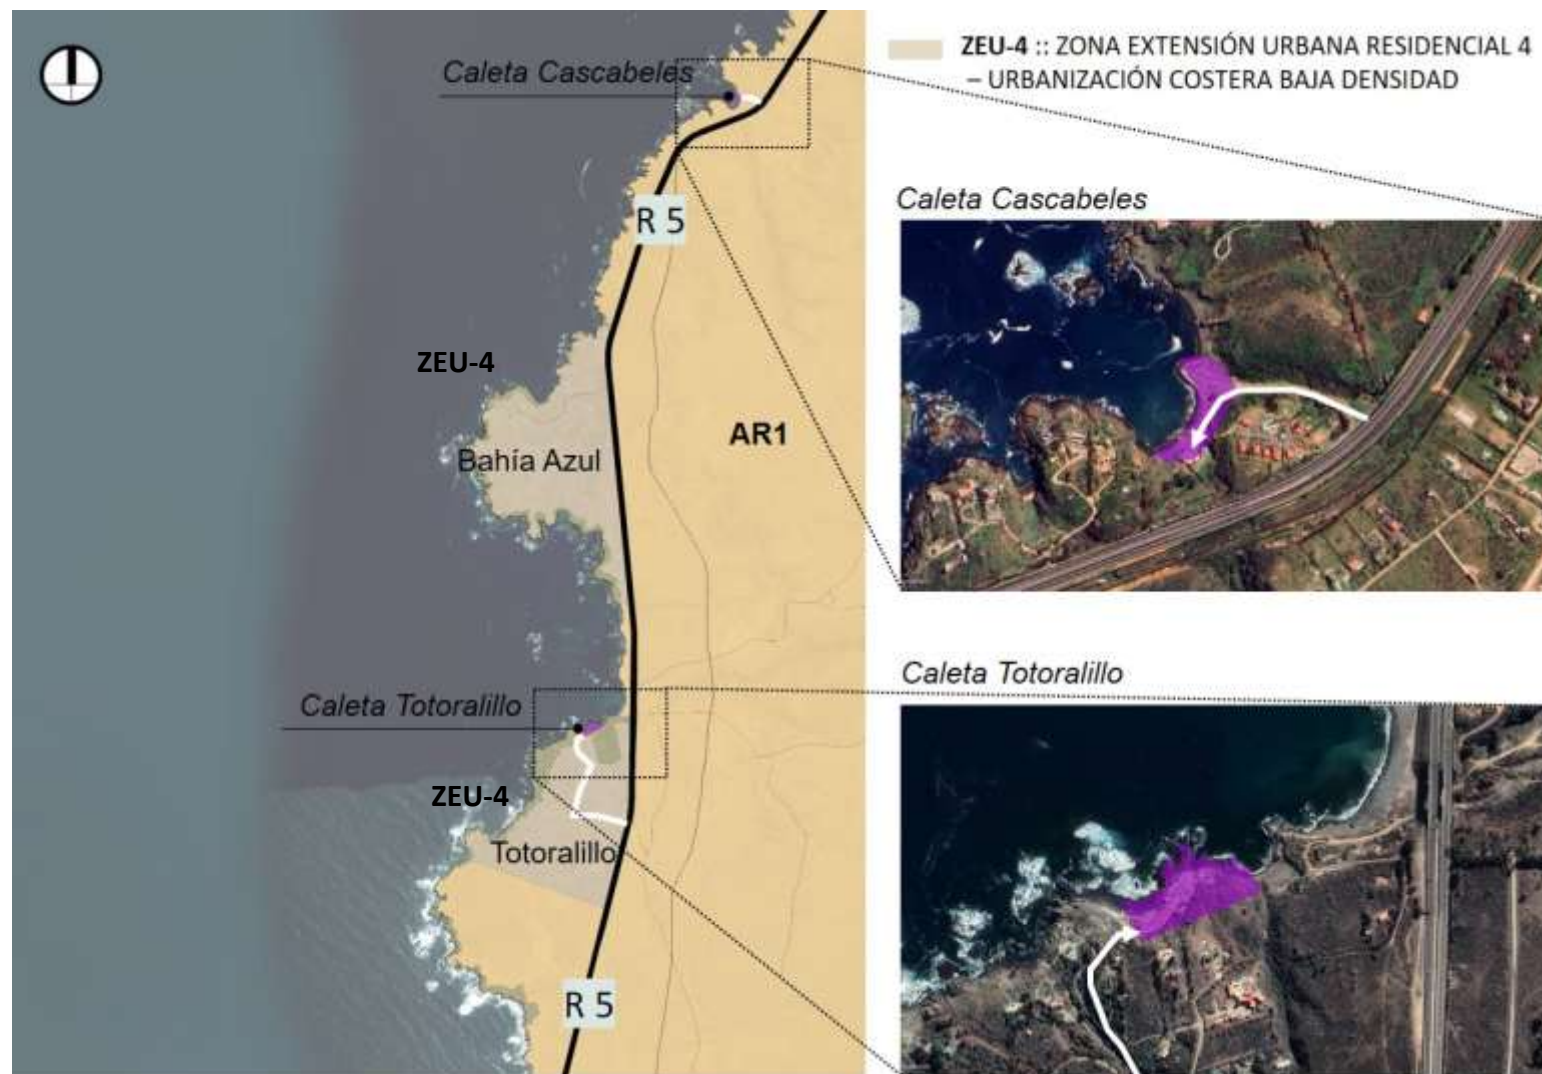 ZEU-4 :: ZONA EXTENSIÓN URBANA RESIDENCIAL 4
– URBANIZACIÓN COSTERA BAJA DENSIDAD
Caleta Cascabeles
R 5
ZEU-4
Bahía Azul
AR1
Caleta Totoralillo
ZEU-4
Totoralillo
R 5
Caleta Cascabeles
Caleta Totoralillo